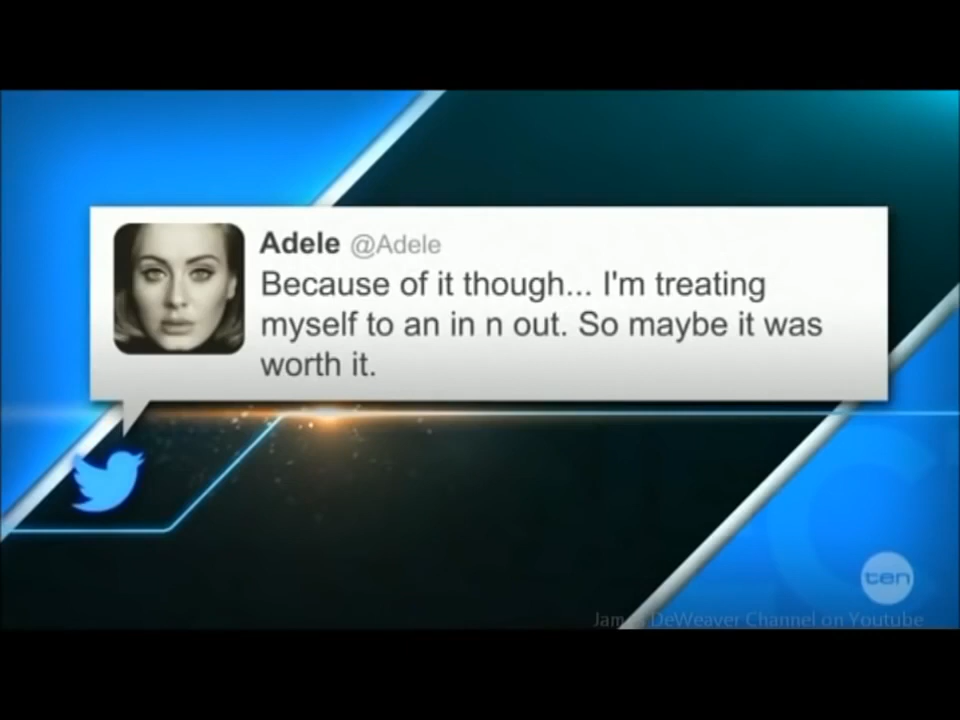 Adele @Adele
Because of it though... I'm treating
myself to an in n out. So maybe it was
worth it.
ten
DeWeaver Channel on Youtube